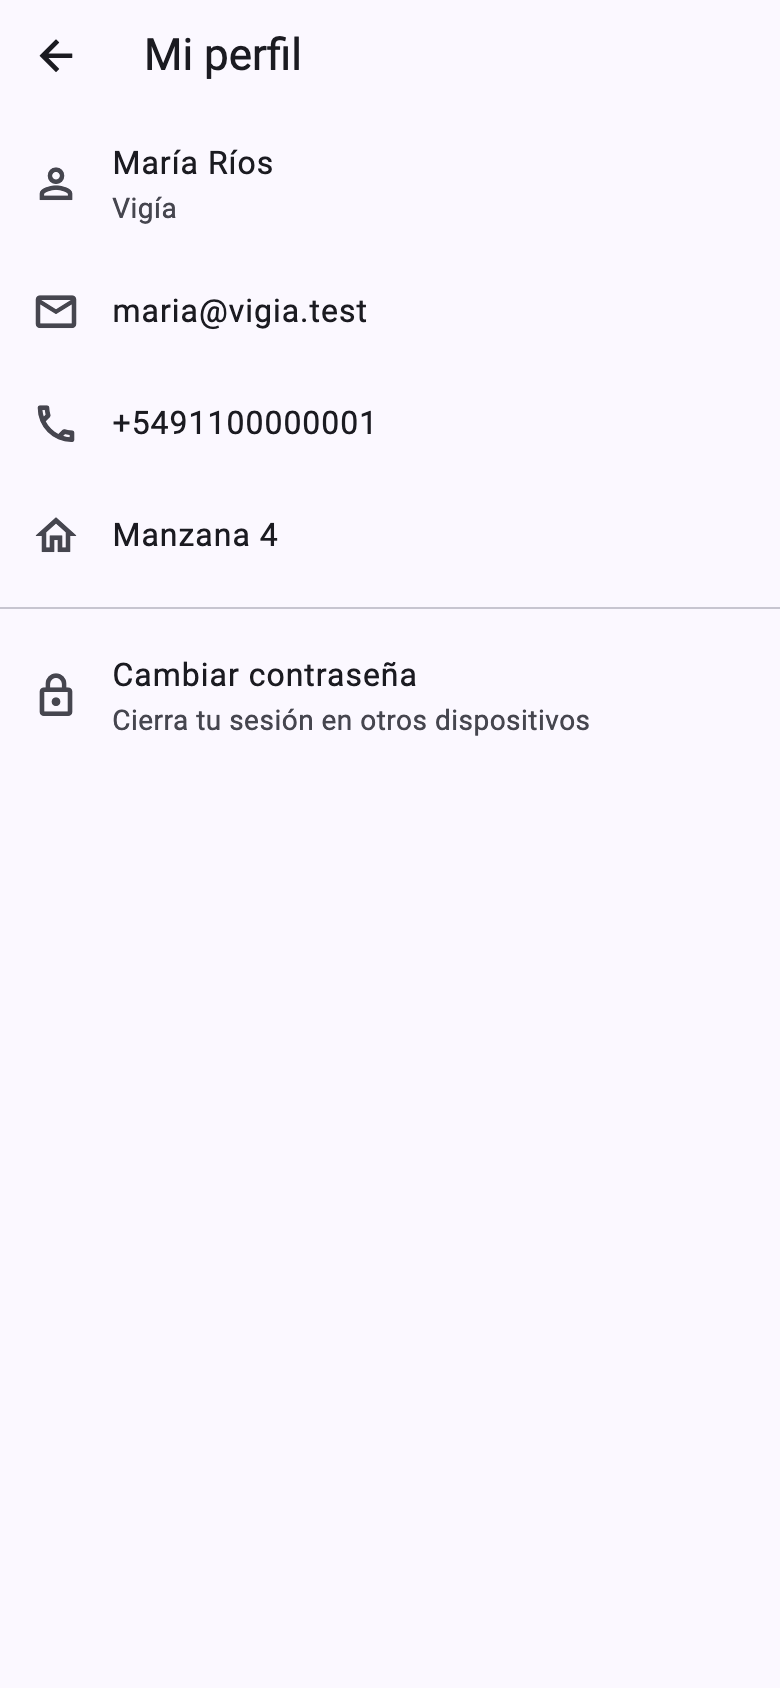 Mi perfil
María Ríos
Vigía
maria@vigia.test
+5491100000001
Manzana 4
Cambiar contraseña
Cierra tu sesión en otros dispositivos